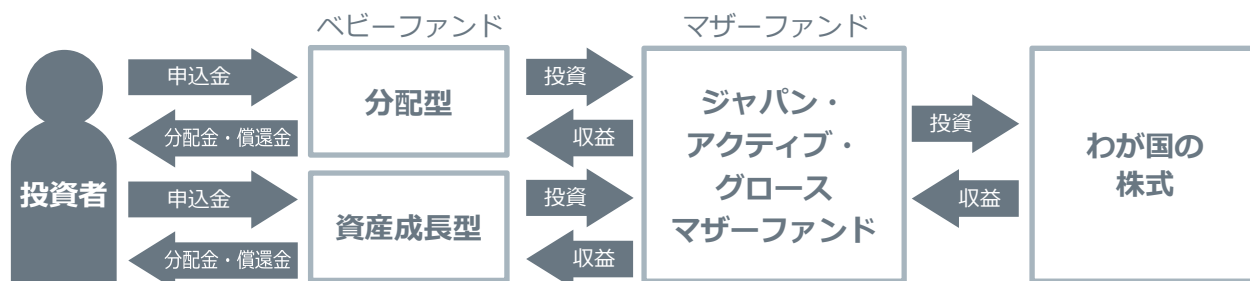 ベビーファンド
マザーファンド
投資者
申込金
分配金・償還金
申込金
分配金・償還金
分配型
資産成長型
投資
収益
投資
収益
ジャパン・
アクティブ・
グロース
マザーファンド
投資
収益
わが国の
株式